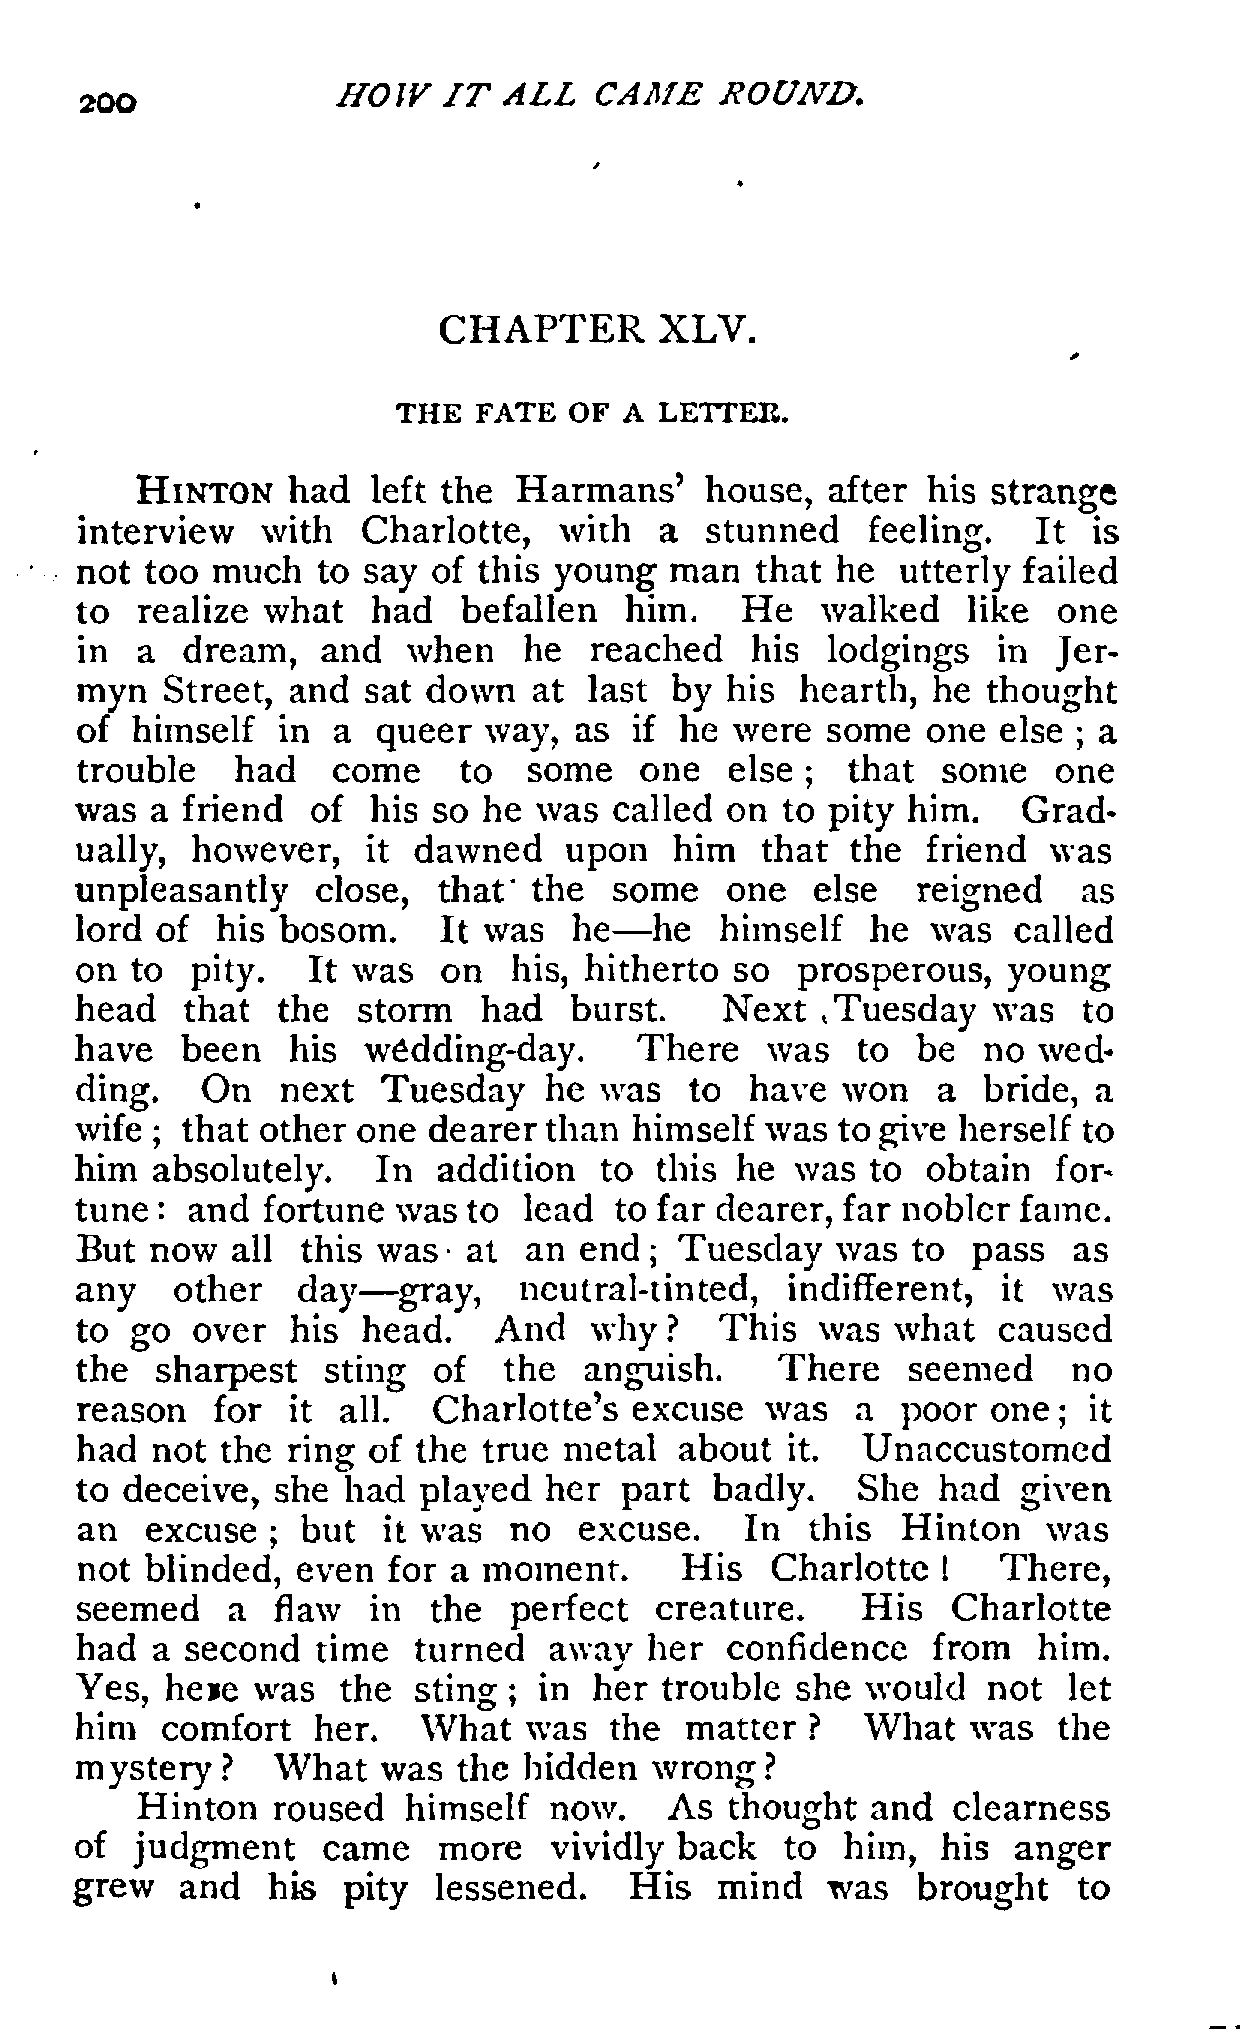 200 HOW IT ALL CAME ROUND.
CHAPTER XLV.
THE FATE OF A LETTER.
HINTON had left the Harmans' house, after his strange
interview with Charlotte, with a stunned feeling. It is
not too much to say of this young man that he utterly failed
to realize what had befallen him. He walked like one
in a dream, and when he reached his lodgings in Jer-
myn Street, and sat down at last by his hearth, he thought
of himself in a queer way, as if he were some one else ; a
trouble had come to some one else ; that some one
was a friend of his so he was called on to pity him. Grad-
ually, however, it dawned upon him that the friend was
unpleasantly close, that the some one else reigned as
lord of his bosom. It was he—he himself he was called
on to pity. It was on his, hitherto so prosperous, young
head that the storm had burst. Next Tuesday was to
have been his wedding-day. There was to be no wed-
ding. On next Tuesday he was to have won a bride, a
wife ; that other one dearer than himself was to give herself to
him absolutely. In addition to this he was to obtain for-
tune : and fortune was to lead to far dearer, far nobler fame.
But now all this was at an end ; Tuesday was to pass as
any other day—gray, neutral-tinted, indifferent, it was
to go over his head. And why ? This was what caused
the sharpest sting of the anguish. There seemed no
reason for it all. Charlotte's excuse was a poor one ; it
had not the ring of the true metal about it. Unaccustomed
to deceive, she had played her part badly. She had given
an excuse ; but it was no excuse. In this Hinton was
not blinded, even for a moment. His Charlotte ! There,
seemed a flaw in the perfect creature. His Charlotte
had a second time turned away her confidence from him.
Yes, here was the sting ; in her trouble she would not let
him comfort her. What was the matter ? What was the
mystery ? What was the hidden wrong ?
Hinton roused himself now. As thought and clearness
of judgment came more vividly back to him, his anger
grew and his pity lessened. His mind was brought to